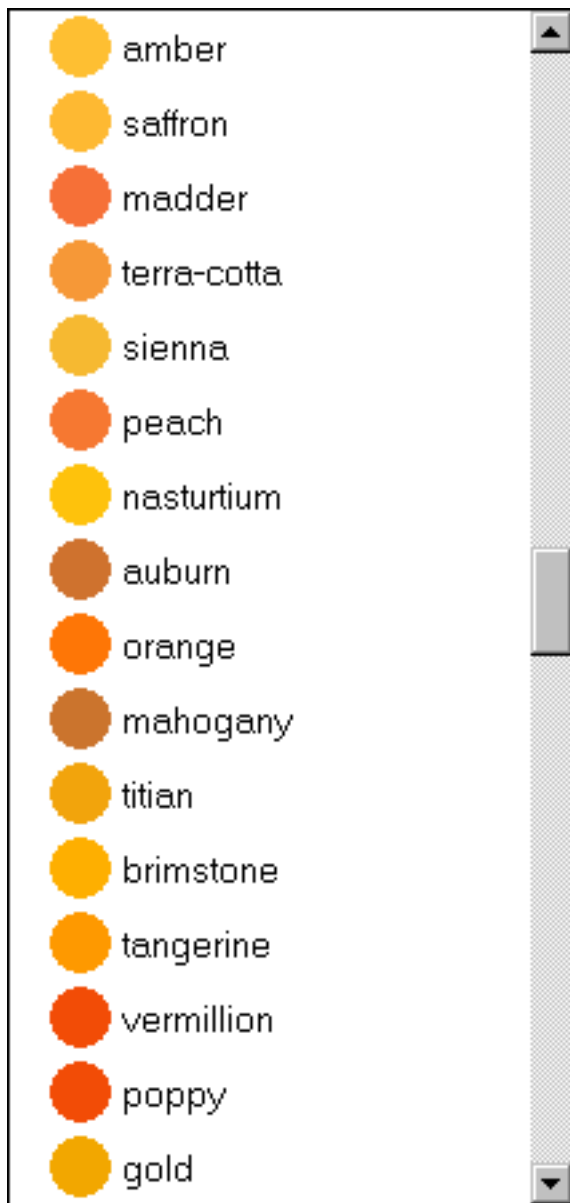 amber
saffron
madder
terra-cotta
sienna
peach
nasturtium
auburn
orange
mahogany
titian
brimstone
tangerine
vermillion
poppy
gold